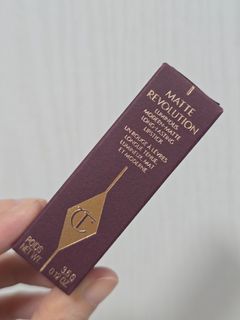 MATTE
REVOLUTION
LUMINOUS
MODERN-MATTE
LONG LASTING
LIPSTICK
UN ROUGE À LÈVRES
LONGUE TENUE,
LUMINEUX, MAT
ET MODERNE
CT
POIDS
NET WT.
3.5 G
0.12 OZ.